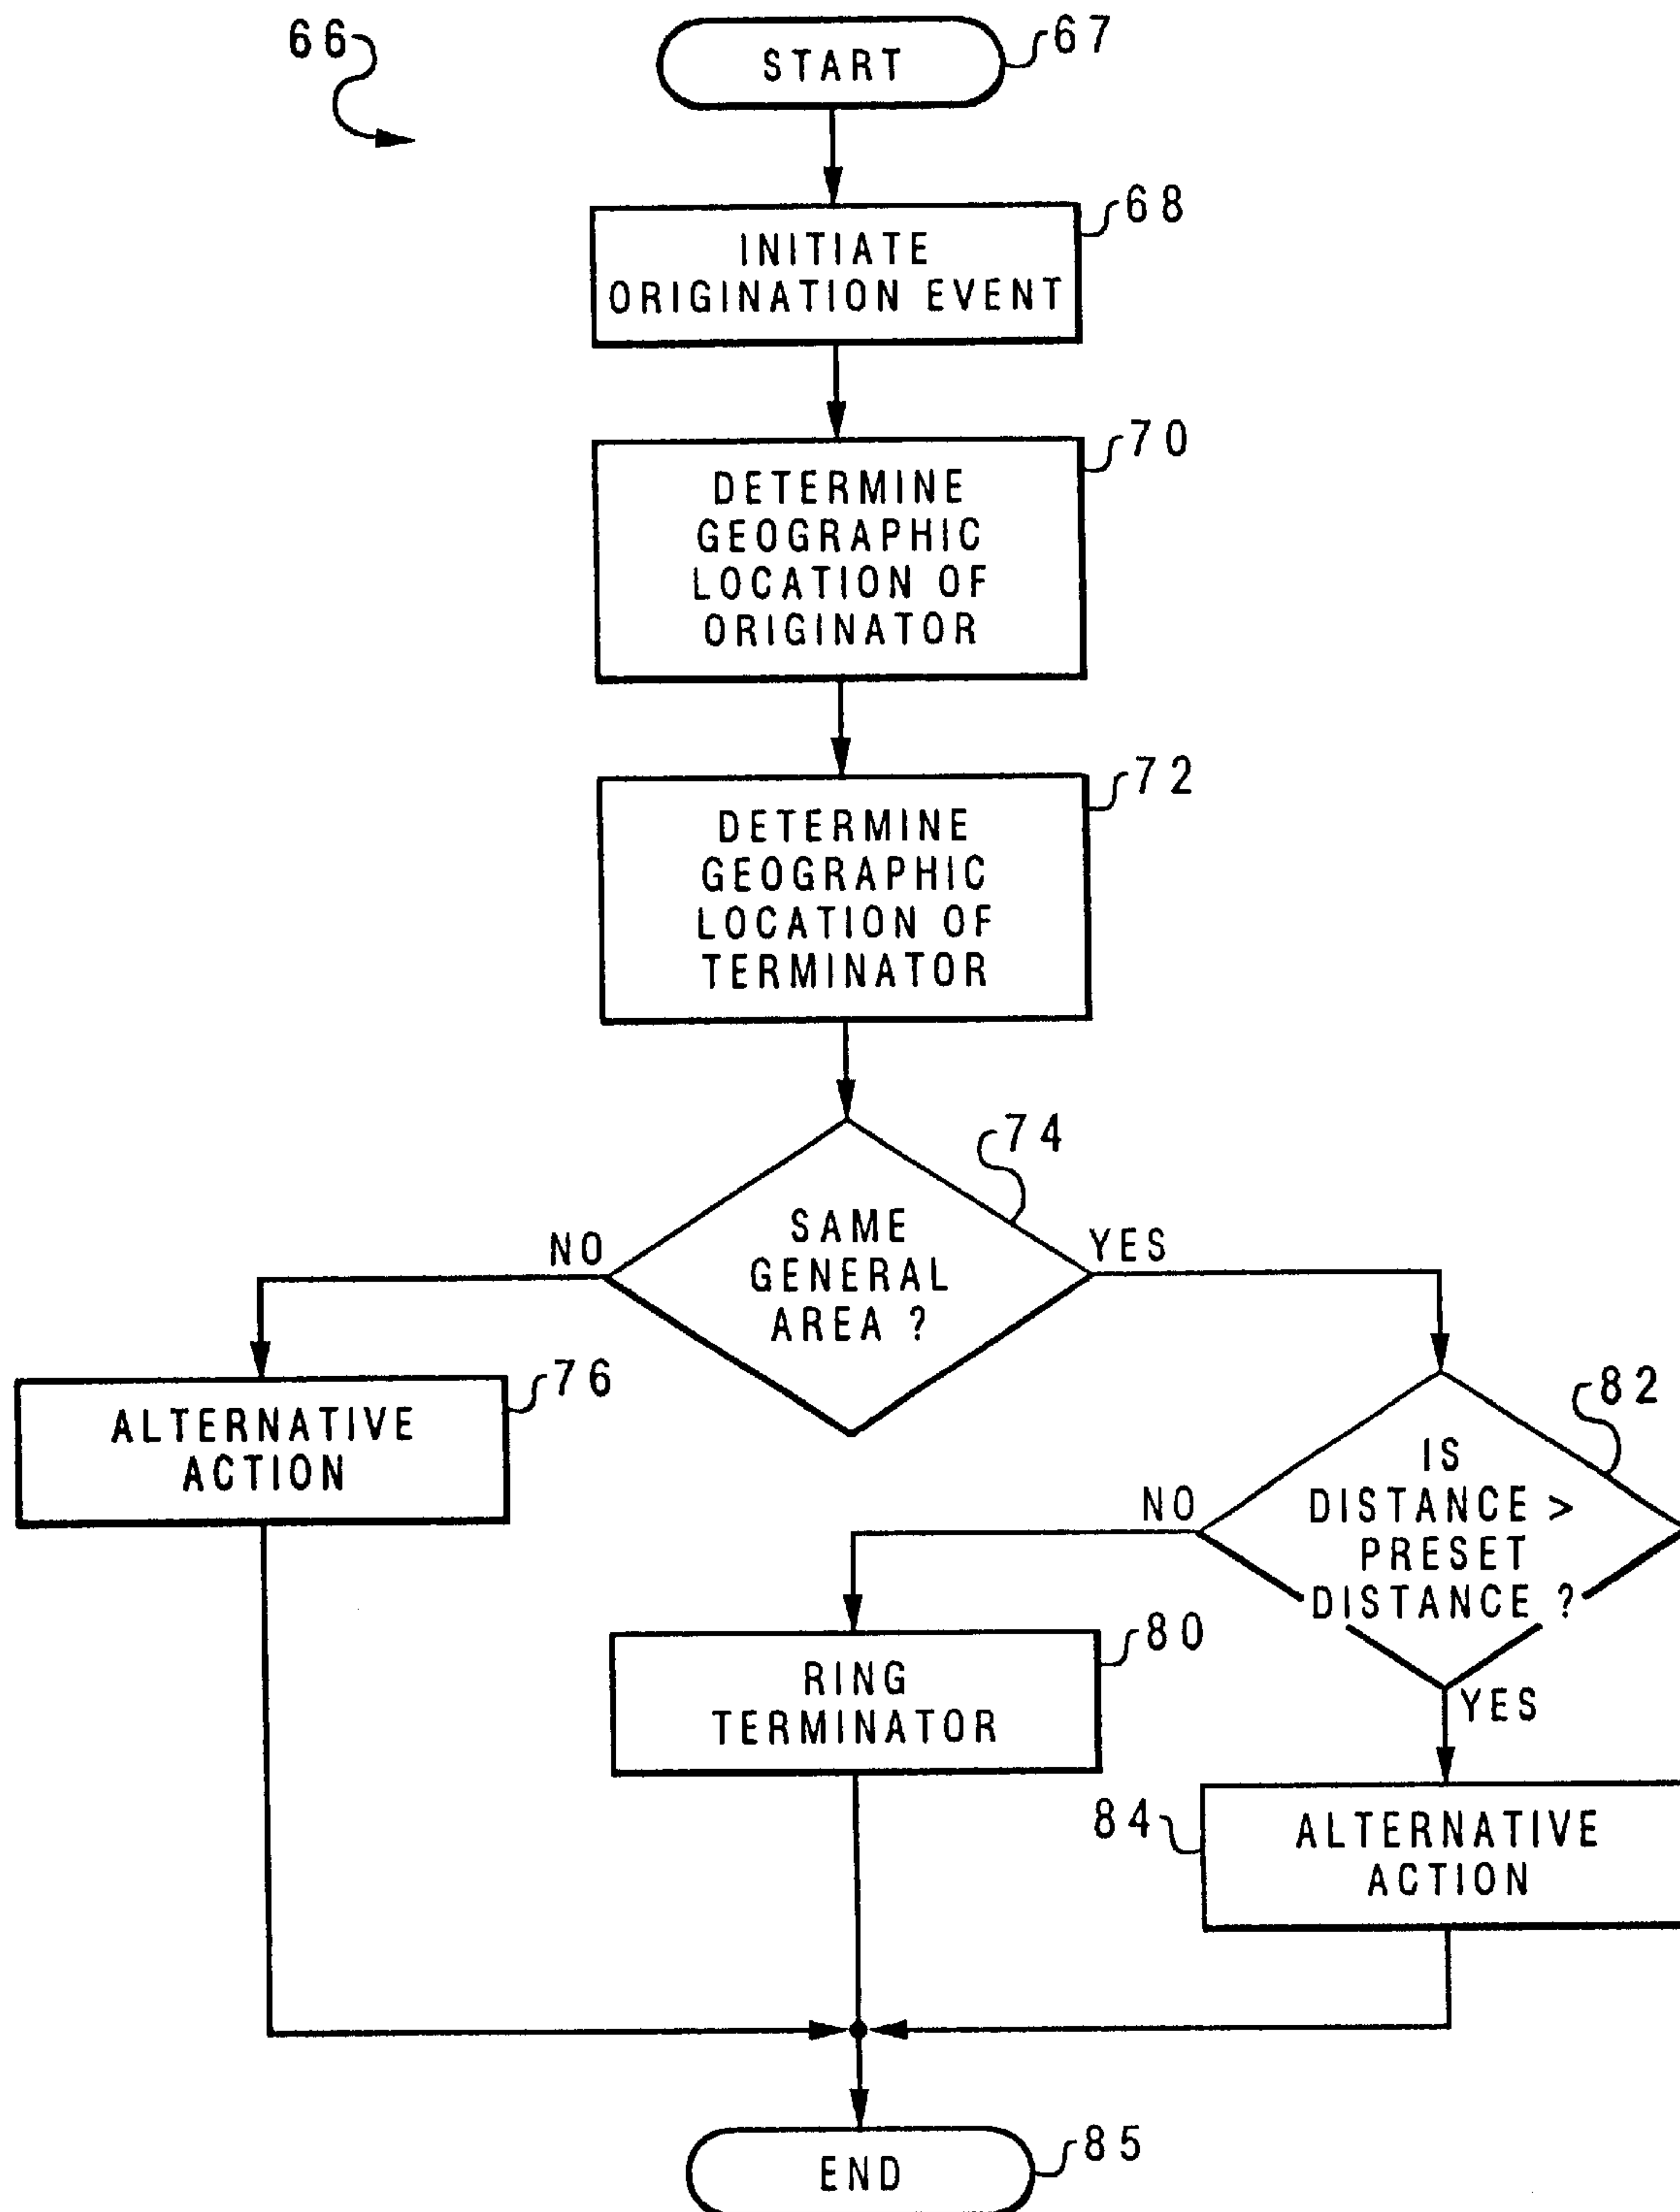 66
START
67
INITIATE
ORIGINATION EVENT
68
DETERMINE
GEOGRAPHIC
LOCATION OF
ORIGINATOR
70
DETERMINE
GEOGRAPHIC
LOCATION OF
TERMINATOR
72
SAME
GENERAL
AREA ?
74
NO
YES
ALTERNATIVE
ACTION
76
IS
DISTANCE >
PRESET
DISTANCE ?
82
NO
YES
RING
TERMINATOR
80
84
ALTERNATIVE
ACTION
END
85